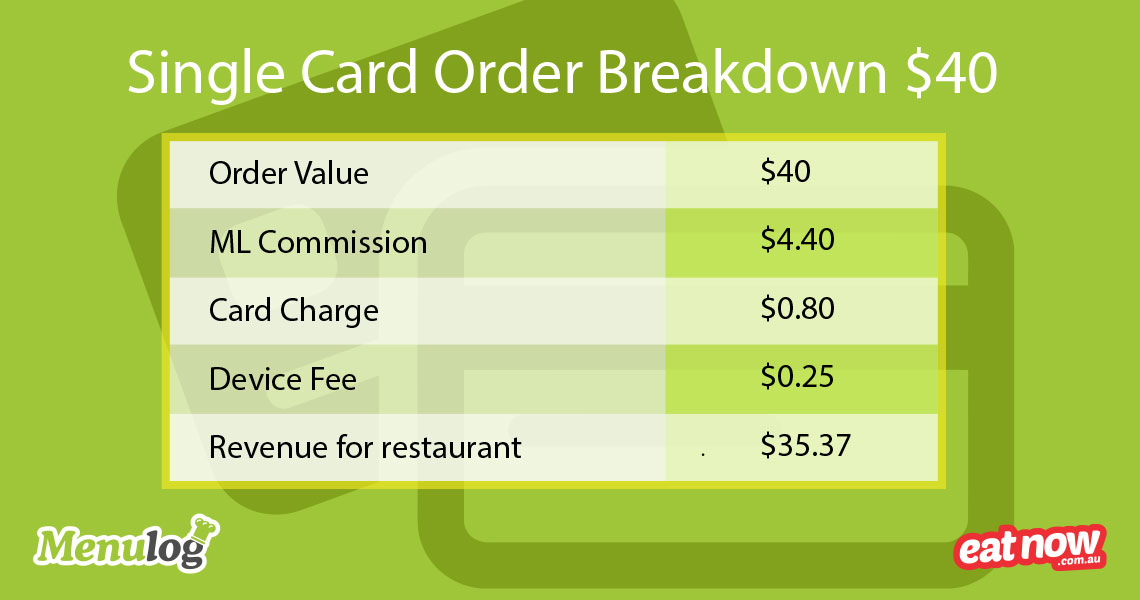 Single Card Order Breakdown $40
Order Value $40
ML Commission $4.40
Card Charge $0.80
Device Fee $0.25
Revenue for restaurant . $35.37
Menulog
eat now
.com.au